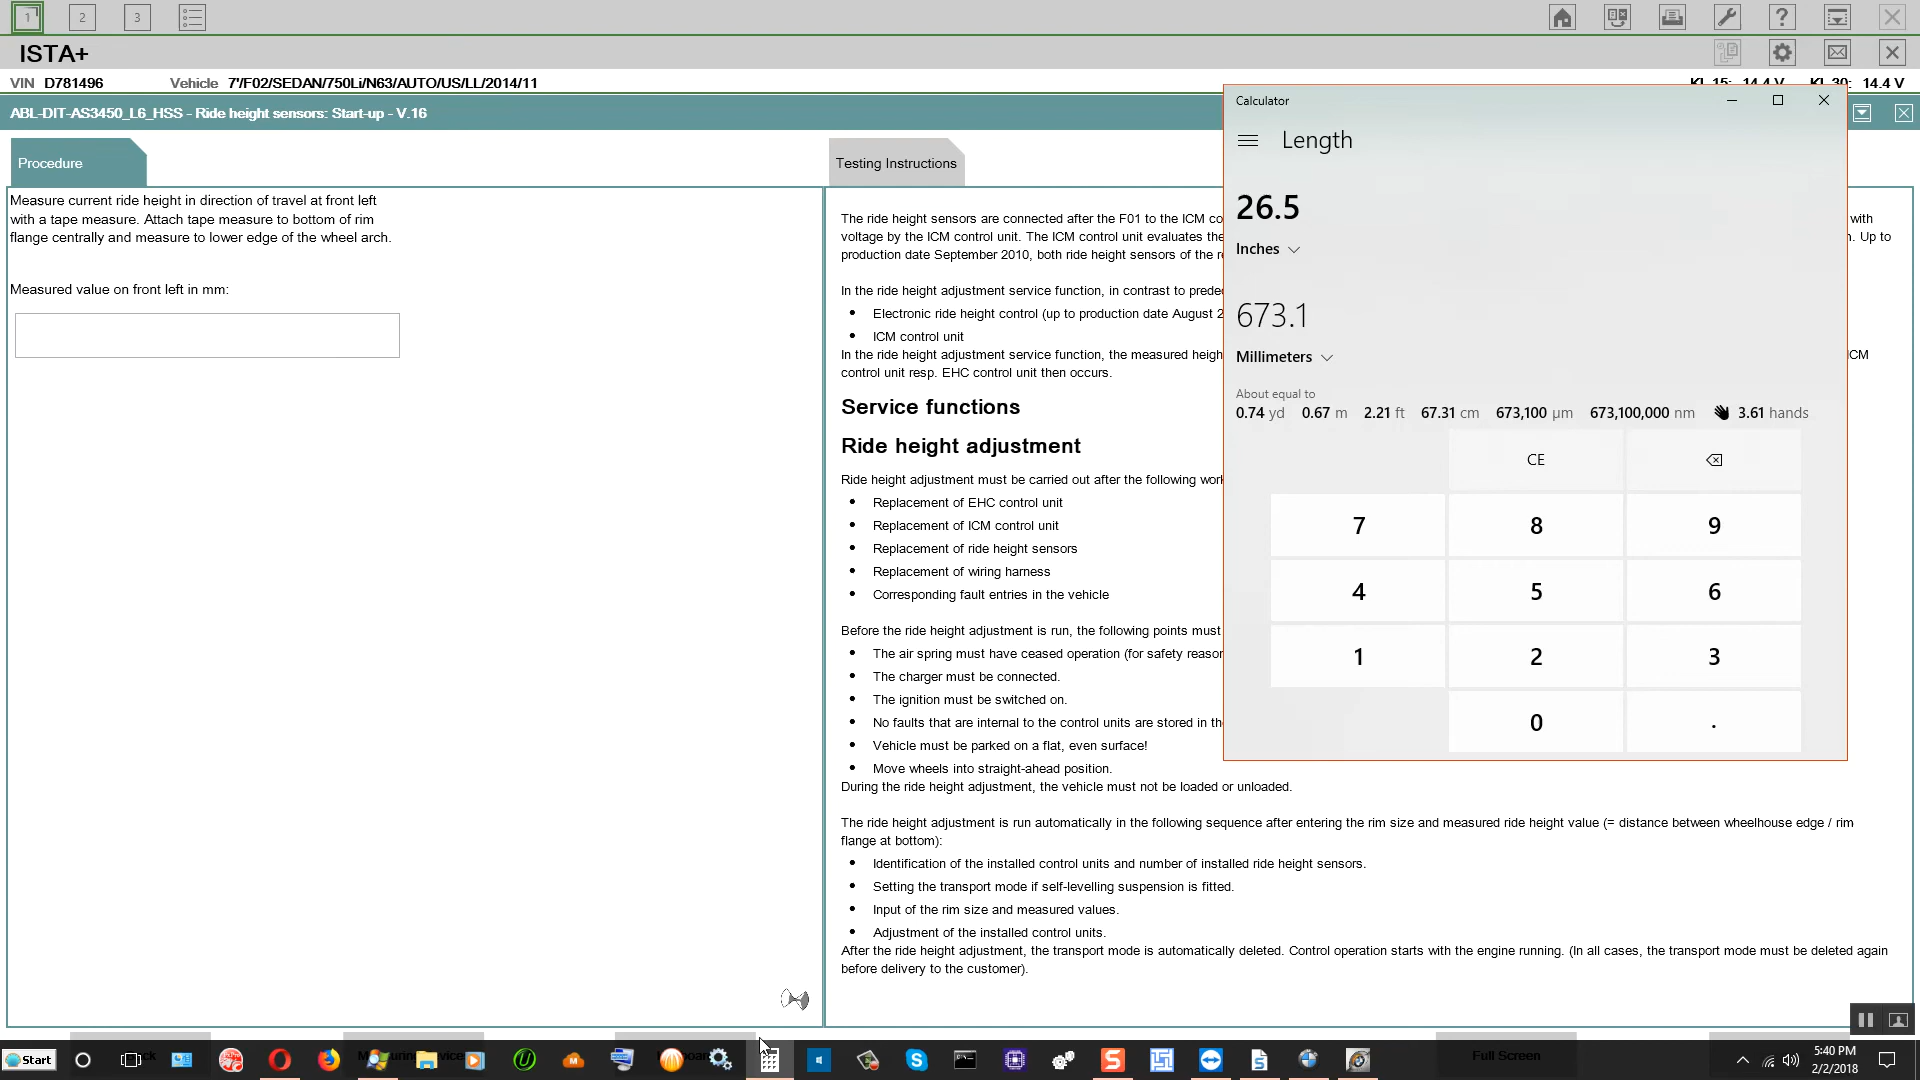 1
2
3
ISTA+
VIN D781496 Vehicle 7'/F02/SEDAN/750Li/N63/AUTO/US/LL/2014/11
KL 15: 14.4 V KL 30: 14.4 V
ABL-DIT-AS3450_L6_HSS - Ride height sensors: Start-up - V.16
Procedure
Measure current ride height in direction of travel at front left
with a tape measure. Attach tape measure to bottom of rim
flange centrally and measure to lower edge of the wheel arch.
Measured value on front left in mm:
Testing Instructions
The ride height sensors are connected after the F01 to the ICM with
voltage by the ICM control unit. The ICM control unit evaluates the Up to
production date September 2010, both ride height sensors of the
In the ride height adjustment service function, in contrast to
• Electronic ride height control (up to production date August
• ICM control unit
In the ride height adjustment service function, the measured ICM
control unit resp. EHC control unit then occurs.
Service functions
Ride height adjustment
Ride height adjustment must be carried out after the following
• Replacement of EHC control unit
• Replacement of ICM control unit
• Replacement of ride height sensors
• Replacement of wiring harness
• Corresponding fault entries in the vehicle
Before the ride height adjustment is run, the following points must
• The air spring must have ceased operation (for safety
• The charger must be connected.
• The ignition must be switched on.
• No faults that are internal to the control units are stored in
• Vehicle must be parked on a flat, even surface!
• Move wheels into straight-ahead position.
During the ride height adjustment, the vehicle must not be loaded or unloaded.
The ride height adjustment is run automatically in the following sequence after entering the rim size and measured ride height value (= distance between wheelhouse edge / rim
flange at bottom):
• Identification of the installed control units and number of installed ride height sensors.
• Setting the transport mode if self-levelling suspension is fitted.
• Input of the rim size and measured values.
• Adjustment of the installed control units.
After the ride height adjustment, the transport mode is automatically deleted. Control operation starts with the engine running. (In all cases, the transport mode must be deleted again
before delivery to the customer).
Calculator
Length
26.5
Inches
673.1
Millimeters
About equal to
0.74 yd 0.67 m 2.21 ft 67.31 cm 673,100 µm 673,100,000 nm 3.61 hands
CE
7 8 9
4 5 6
1 2 3
0 .
Start
Full Screen
5:40 PM
2/2/2018